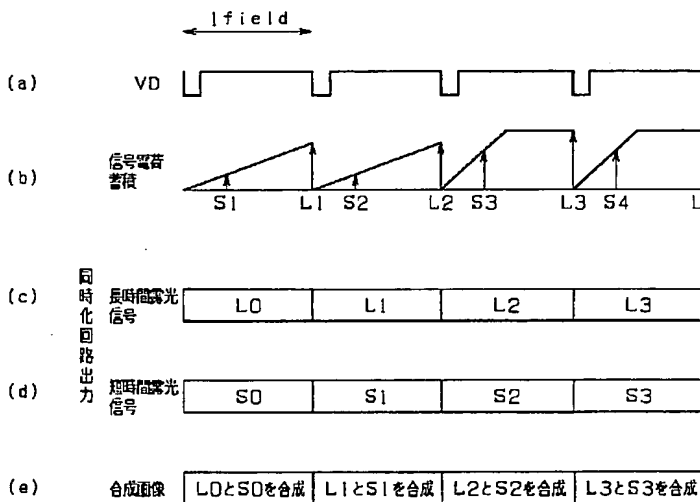 1field
(a) VD
(b) 信号電荷
蓄積
S1 L1 S2 L2 S3 L3 S4 L
同時化回路出力
(c) 長時間露光
信号
L0 L1 L2 L3
(d) 短時間露光
信号
S0 S1 S2 S3
(e) 合成画像 L0とS0を合成 L1とS1を合成 L2とS2を合成 L3とS3を合成